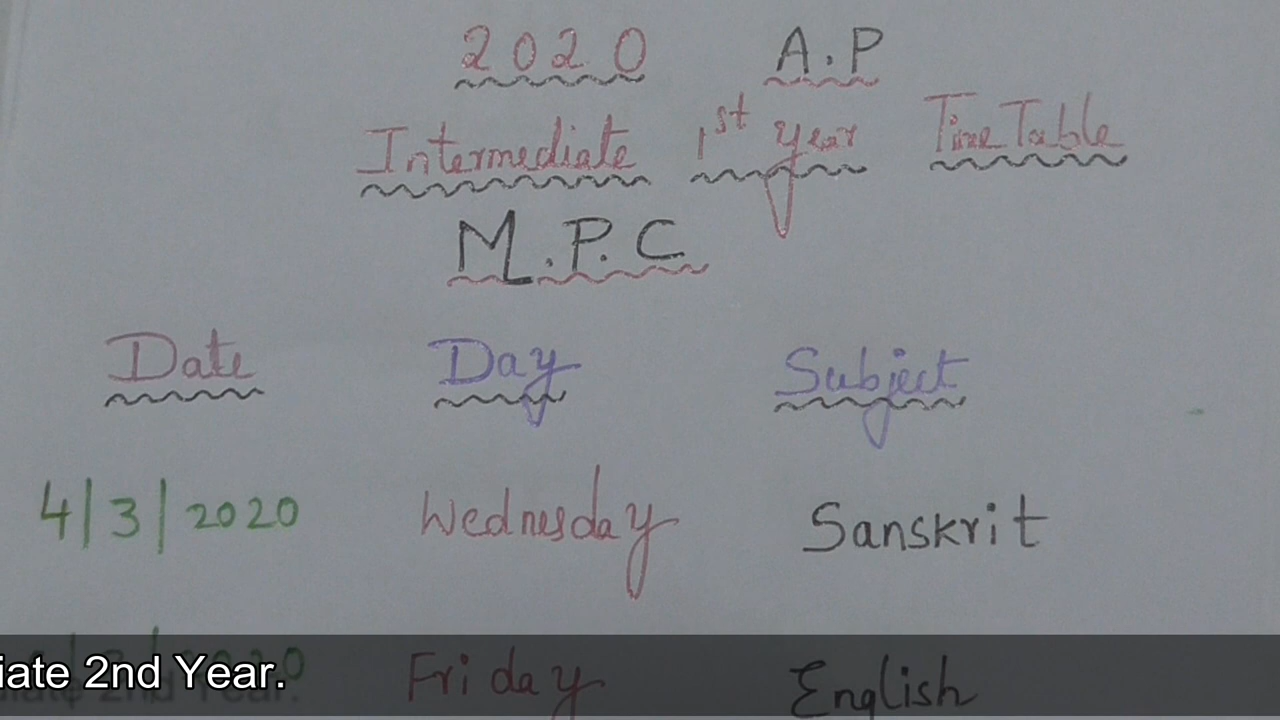 2020 A.P
Intermediate 1st year Time Table
M.P.C
Date Day Subject
4/3/2020 Wednesday Sanskrit
Friday English
iate 2nd Year.